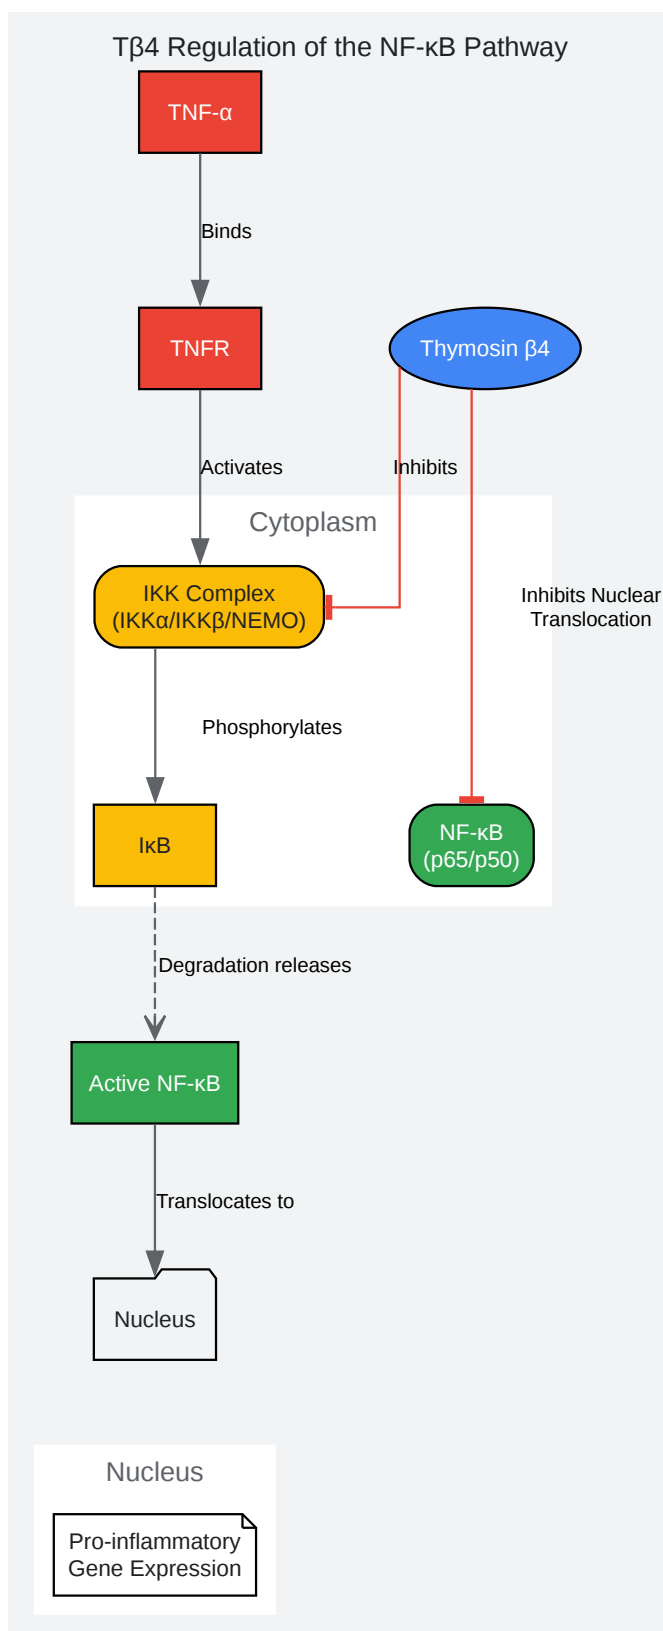 Tβ4 Regulation of the NF-κB Pathway
TNF-α
Binds
TNFR
Thymosin β4
Activates
Inhibits
Cytoplasm
IKK Complex
(IKKα/IKKβ/NEMO)
Inhibits Nuclear
Translocation
Phosphorylates
IκB
NF-κB
(p65/p50)
Degradation releases
Active NF-κB
Translocates to
Nucleus
Nucleus
Pro-inflammatory
Gene Expression